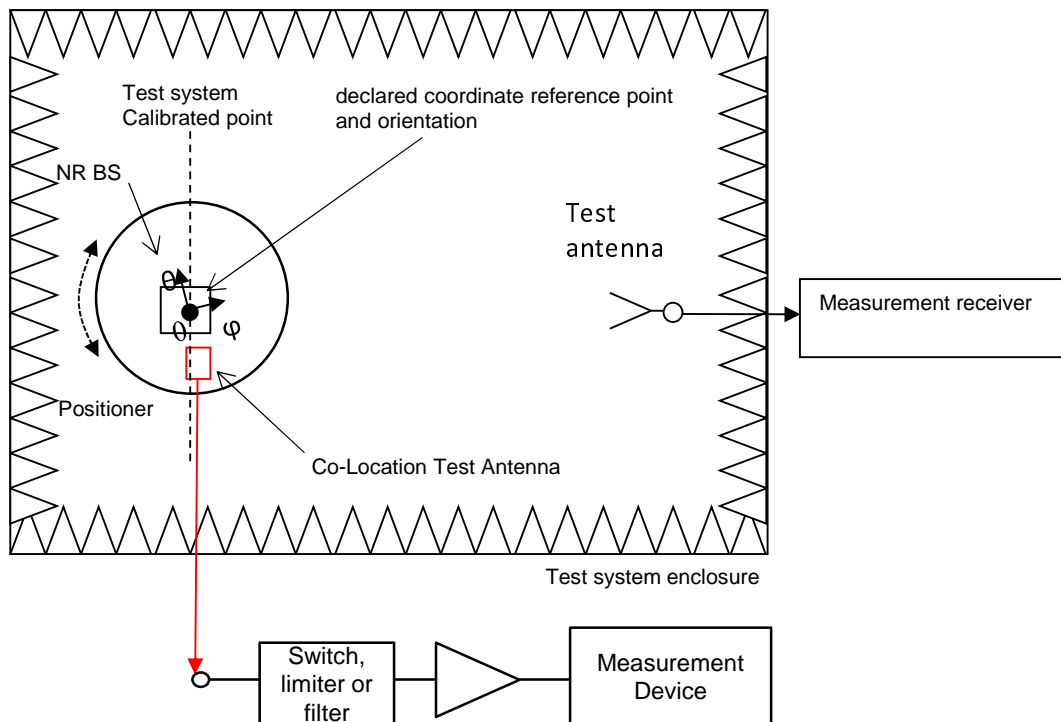 Test system
Calibrated point
declared coordinate reference point
and orientation
NR BS
Test
antenna
θ
θ
φ
Measurement receiver
Positioner
Co-Location Test Antenna
Test system enclosure
Switch,
limiter or
filter
Measurement
Device